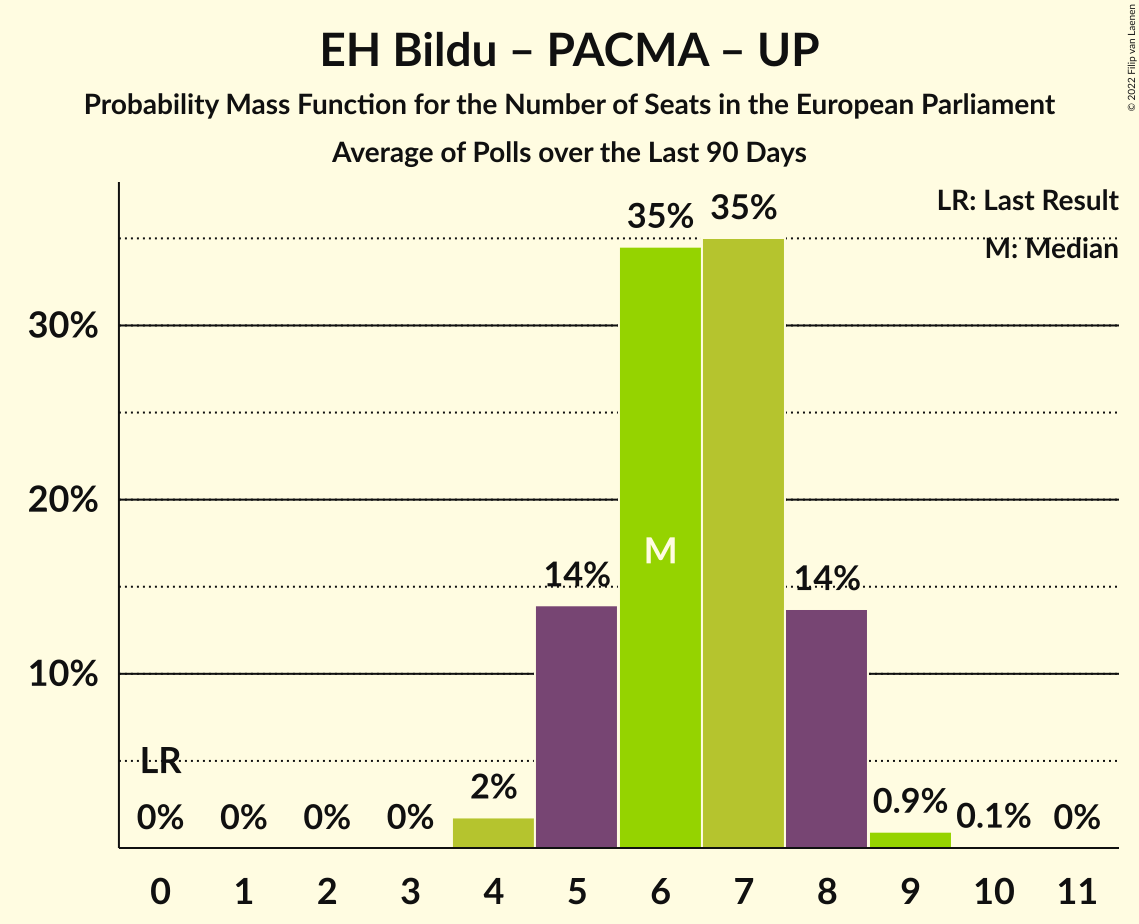 EH Bildu – PACMA – UP
Probability Mass Function for the Number of Seats in the European Parliament
Average of Polls over the Last 90 Days
© 2022 Filip van Laenen
LR: Last Result
M: Median
35%
35%
30%
20%
M
14%
14%
10%
LR
2%
0.9%
0%
0%
0%
0%
0.1%
0%
0 1 2 3 4 5 6 7 8 9 10 11